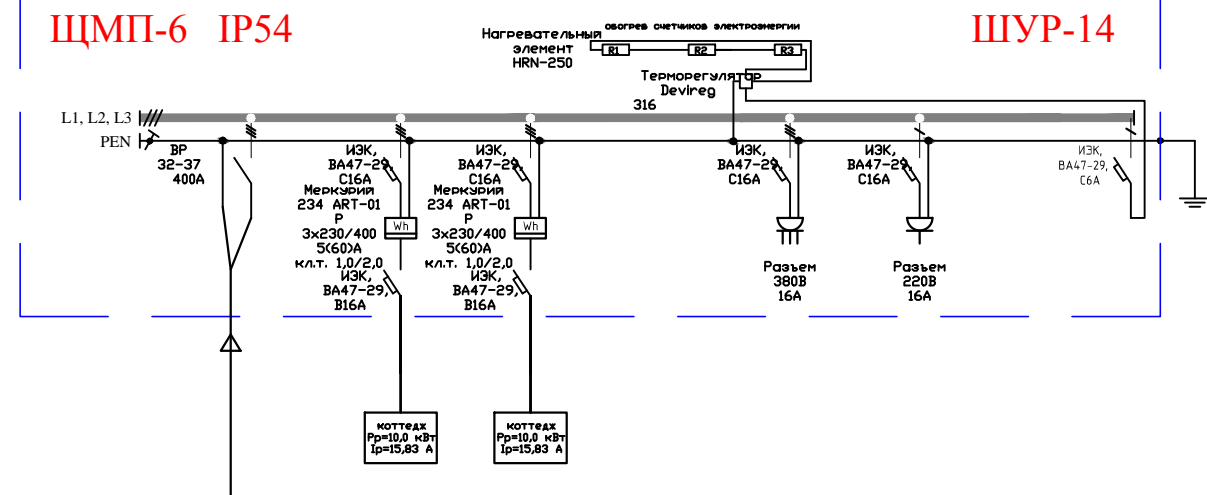 ЩМП-6 IP54
ШУР-14
обогрев счетчиков электроэнергии
Нагревательный
элемент
HRN-250
R1
R2
R3
Терморегулятор
Devireg
316
L1, L2, L3
PEN
ВР
32-37
400А
ИЭК,
ВА47-29
С16А
Меркурий
234 ART-01
Р
3х230/400
5(60)А
кл.т. 1,0/2,0
Wh
ИЭК,
ВА47-29,
В16А
ИЭК,
ВА47-29
С16А
Меркурий
234 ART-01
Р
3х230/400
5(60)А
кл.т. 1,0/2,0
Wh
ИЭК,
ВА47-29,
В16А
ИЭК,
ВА47-29
С16А
Разъем
380В
16А
ИЭК,
ВА47-29
С16А
Разъем
220В
16А
ИЭК,
ВА47-29,
С6А
коттедж
Рр=10,0 кВт
Iр=15,83 А
коттедж
Рр=10,0 кВт
Iр=15,83 А